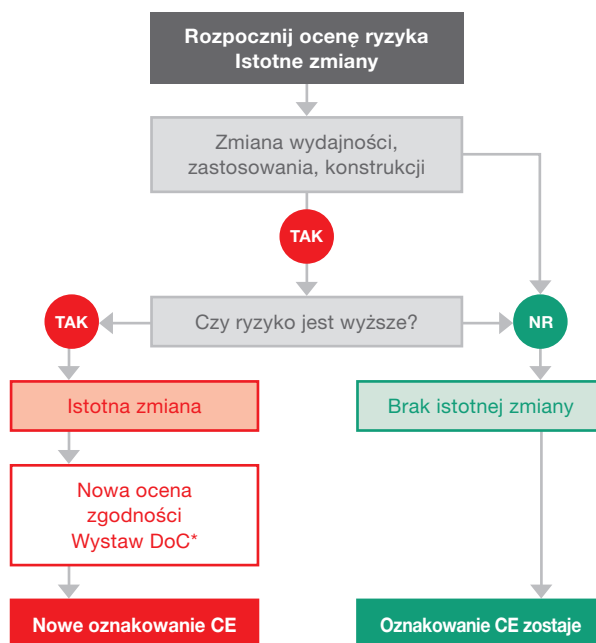 Rozpocznij ocenę ryzyka
Istotne zmiany
Zmiana wydajności,
zastosowania, konstrukcji
TAK
TAK
Czy ryzyko jest wyższe?
NR
Istotna zmiana
Brak istotnej zmiany
Nowa ocena
zgodności
Wystaw DoC*
Nowe oznakowanie CE
Oznakowanie CE zostaje